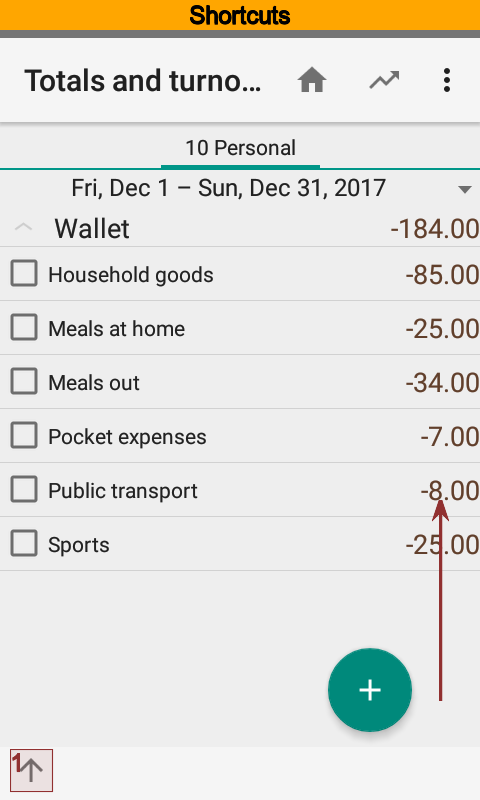 Shortcuts
Totals and turno...
10 Personal
Fri, Dec 1 – Sun, Dec 31, 2017
Wallet -184.00
Household goods -85.00
Meals at home -25.00
Meals out -34.00
Pocket expenses -7.00
Public transport -8.00
Sports -25.00
1